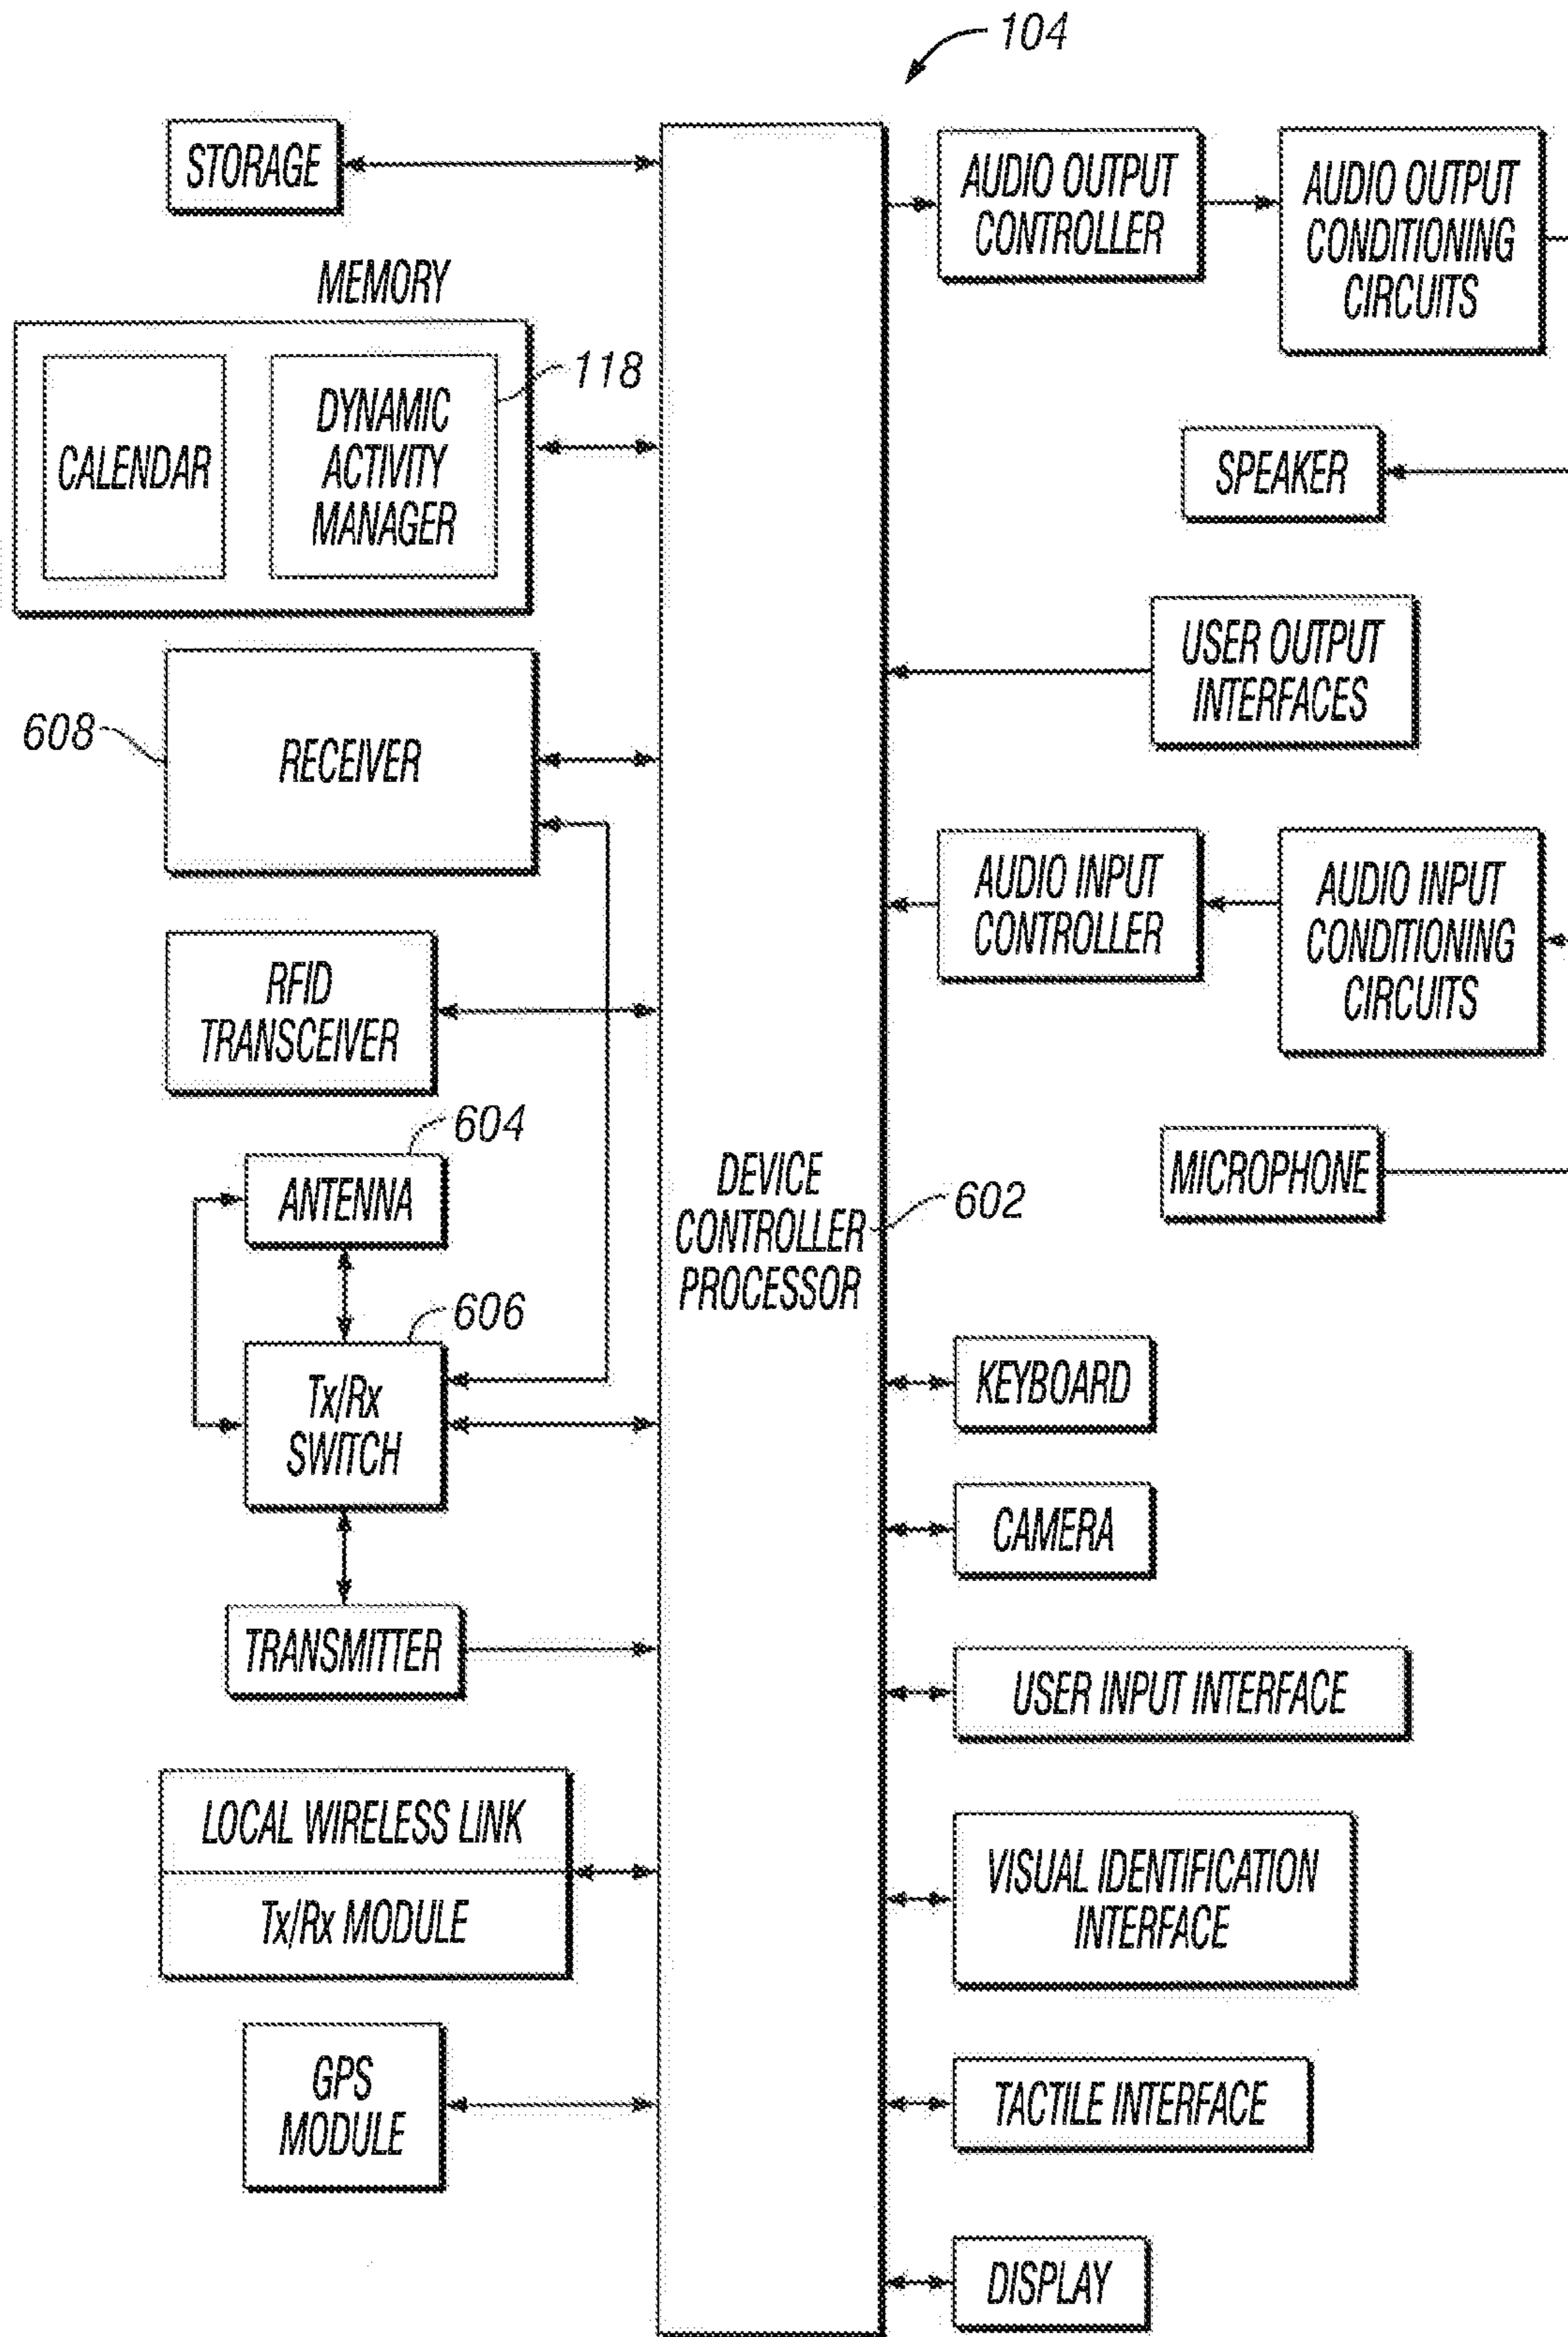 104
STORAGE
MEMORY
CALENDAR
DYNAMIC
ACTIVITY
MANAGER
118
RECEIVER
608
RFID
TRANSCEIVER
ANTENNA
604
Tx/Rx
SWITCH
606
TRANSMITTER
LOCAL WIRELESS LINK
Tx/Rx MODULE
GPS
MODULE
DEVICE
CONTROLLER
PROCESSOR
602
AUDIO OUTPUT
CONTROLLER
AUDIO OUTPUT
CONDITIONING
CIRCUITS
SPEAKER
USER OUTPUT
INTERFACES
AUDIO INPUT
CONTROLLER
AUDIO INPUT
CONDITIONING
CIRCUITS
MICROPHONE
KEYBOARD
CAMERA
USER INPUT INTERFACE
VISUAL IDENTIFICATION
INTERFACE
TACTILE INTERFACE
DISPLAY